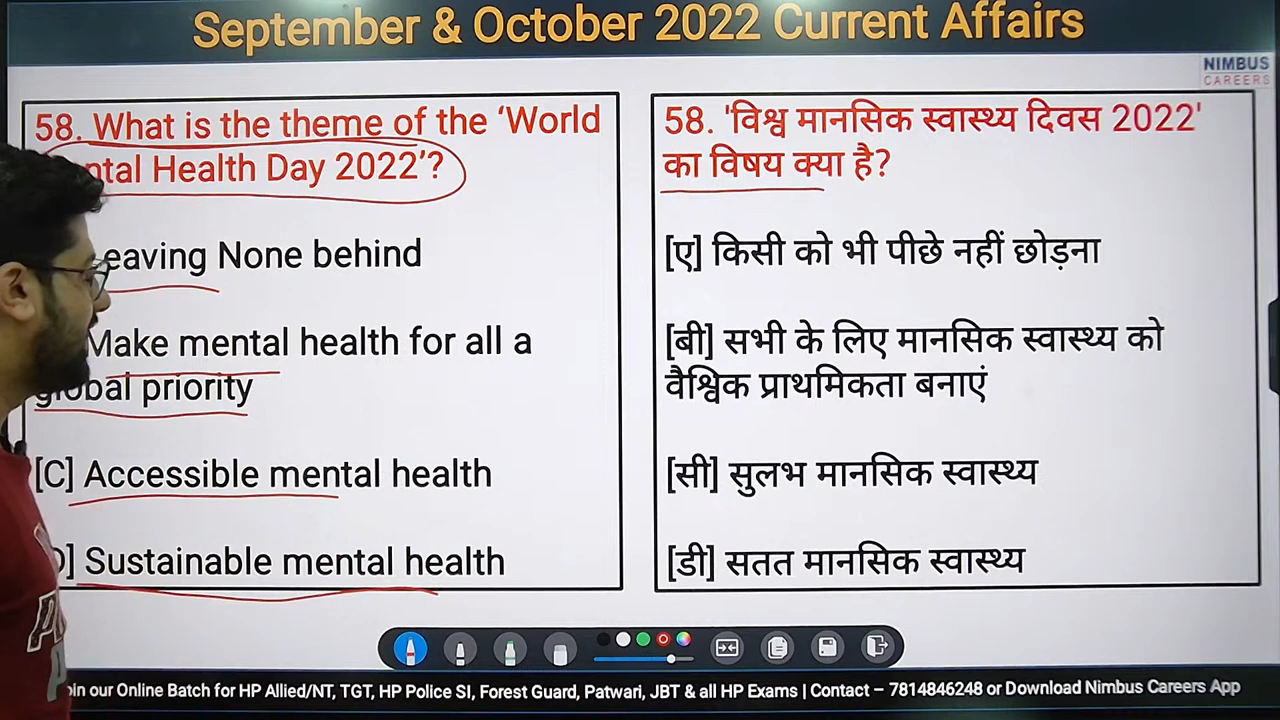 September & October 2022 Current Affairs
NIMBUS
CAREERS
58. What is the theme of the ‘World
Health Day 2022’?
None behind
Make mental health for all a
global priority
[C] Accessible mental health
Sustainable mental health
58. 'विश्व मानसिक स्वास्थ्य दिवस 2022'
का विषय क्या है?
[ए] किसी को भी पीछे नहीं छोड़ना
[बी] सभी के लिए मानसिक स्वास्थ्य को
वैश्विक प्राथमिकता बनाएं
[सी] सुलभ मानसिक स्वास्थ्य
[डी] सतत मानसिक स्वास्थ्य
in our Online Batch for HP Allied/NT, TGT, HP Police SI, Forest Guard, Patwari, JBT & all HP Exams | Contact – 7814846248 or Download Nimbus Careers App